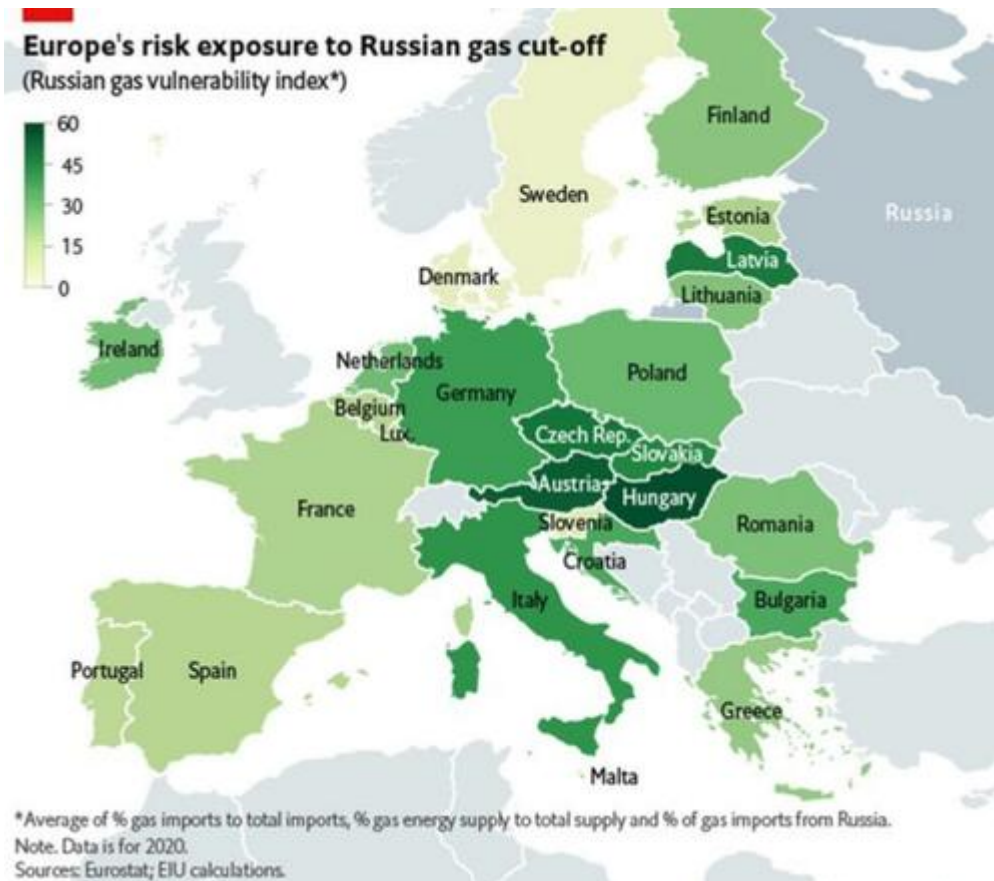 Europe's risk exposure to Russian gas cut-off
(Russian gas vulnerability index*)
60
45
30
15
0
Finland
Sweden
Russia
Estonia
Latvia
Denmark
Lithuania
Ireland
Netherlands
Poland
Germany
Belgium
Lux.
Czech Rep.
Slovakia
Austria
Hungary
France
Slovenia
Romania
Croatia
Italy
Bulgaria
Portugal
Spain
Greece
Malta
*Average of % gas imports to total imports, % gas energy supply to total supply and % of gas imports from Russia.
Note. Data is for 2020.
Sources: Eurostat; EIU calculations.